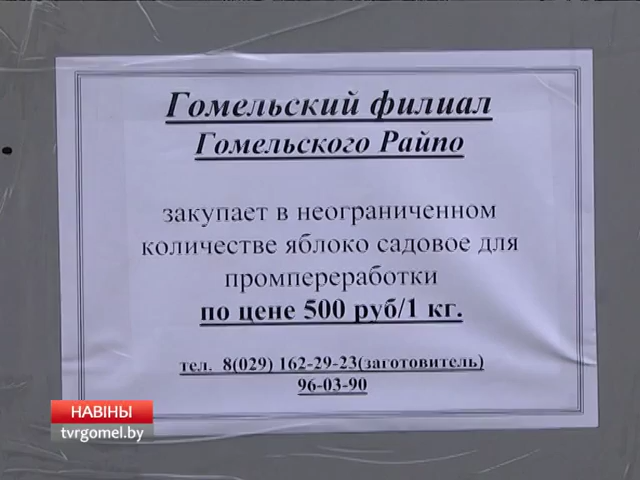 Гомельский филиал
Гомельского Райпо
закупает в неограниченном
количестве яблоко садовое для
промпереработки
по цене 500 руб/1 кг.
тел. 8(029) 162-29-23(заготовитель)
96-03-90
НАВІНЫ
tvrgomel.by